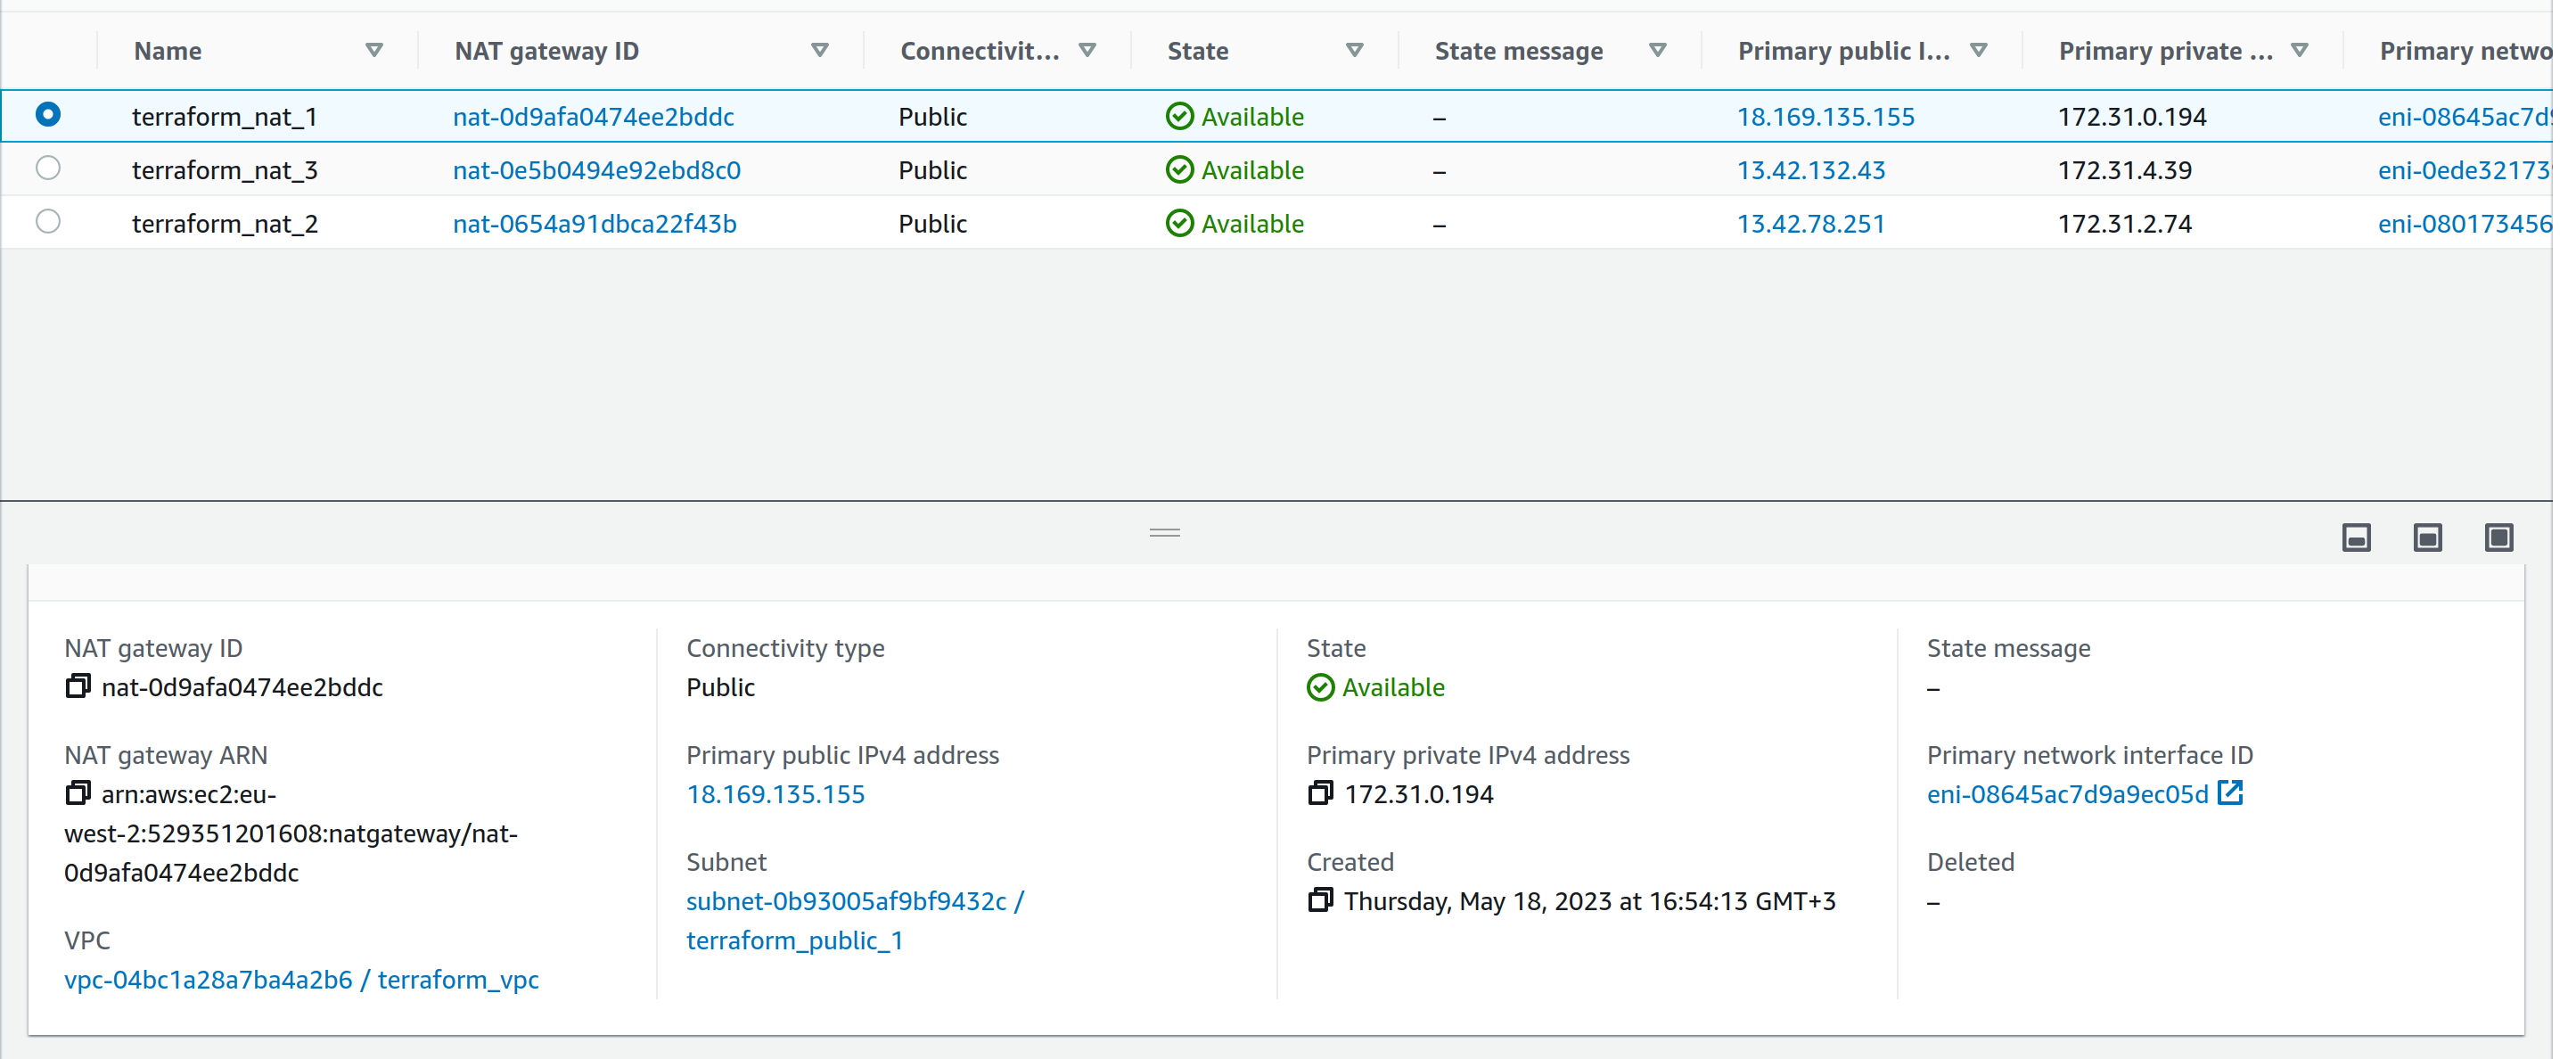 Name NAT gateway ID Connectivit... State State message Primary public I... Primary private ... Primary netwo
terraform_nat_1 nat-0d9afa0474ee2bddc Public Available – 18.169.135.155 172.31.0.194 eni-08645ac7d9
terraform_nat_3 nat-0e5b0494e92ebd8c0 Public Available – 13.42.132.43 172.31.4.39 eni-0ede321739
terraform_nat_2 nat-0654a91dbca22f43b Public Available – 13.42.78.251 172.31.2.74 eni-080173456
NAT gateway ID
nat-0d9afa0474ee2bddc
NAT gateway ARN
arn:aws:ec2:eu-
west-2:529351201608:natgateway/nat-
0d9afa0474ee2bddc
VPC
vpc-04bc1a28a7ba4a2b6 / terraform_vpc
Connectivity type
Public
Primary public IPv4 address
18.169.135.155
Subnet
subnet-0b93005af9bf9432c /
terraform_public_1
State
Available
Primary private IPv4 address
172.31.0.194
Created
Thursday, May 18, 2023 at 16:54:13 GMT+3
State message
–
Primary network interface ID
eni-08645ac7d9a9ec05d
Deleted
–